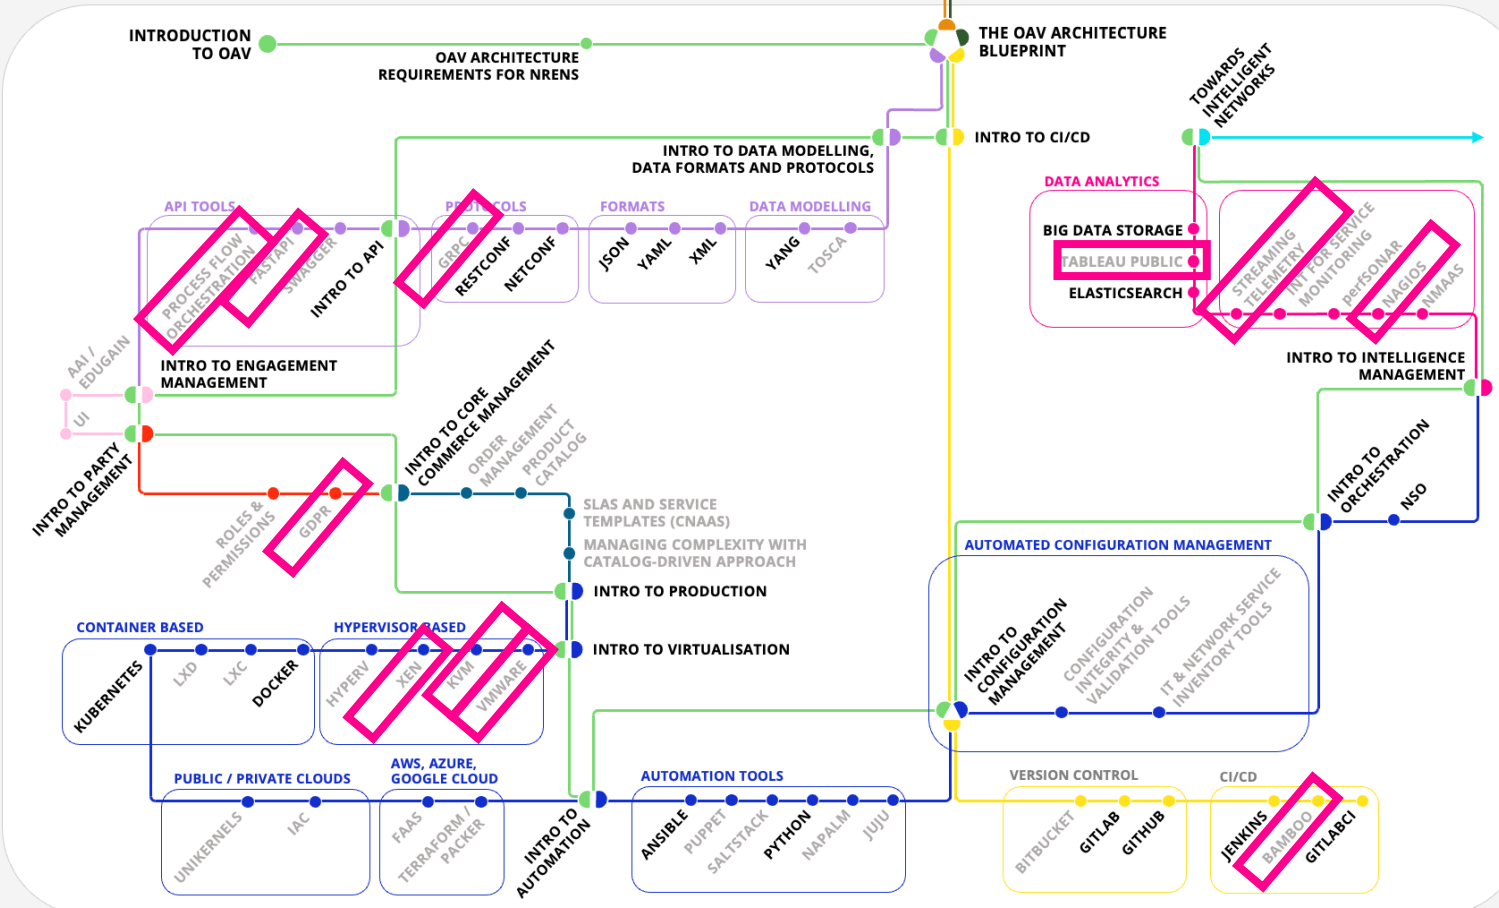 INTRODUCTION
TO OAV
OAV ARCHITECTURE
REQUIREMENTS FOR NRENS
THE OAV ARCHITECTURE
BLUEPRINT
TOWARDS
INTELLIGENT
NETWORKS
INTRO TO CI/CD
INTRO TO DATA MODELLING,
DATA FORMATS AND PROTOCOLS
API TOOLS
PROCESS FLOW
ORCHESTRATION
FASTAPI
SWAGGER
INTRO TO API
PROTOCOLS
GRPC
RESTCONF
NETCONF
FORMATS
JSON
YAML
XML
DATA MODELLING
YANG
TOSCA
DATA ANALYTICS
BIG DATA STORAGE
TABLEAU PUBLIC
ELASTICSEARCH
STREAMING
TELEMETRY
INT FOR SERVICE
MONITORING
perfSONAR
NAGIOS
NMAAS
INTRO TO INTELLIGENCE
MANAGEMENT
AAI /
EDUGAIN
UI
INTRO TO ENGAGEMENT
MANAGEMENT
INTRO TO PARTY
MANAGEMENT
ROLES &
PERMISSIONS
GDPR
INTRO TO CORE
COMMERCE MANAGEMENT
ORDER
MANAGEMENT
PRODUCT
CATALOG
SLAS AND SERVICE
TEMPLATES (CNAAS)
MANAGING COMPLEXITY WITH
CATALOG-DRIVEN APPROACH
INTRO TO PRODUCTION
INTRO TO VIRTUALISATION
INTRO TO
ORCHESTRATION
NSO
AUTOMATED CONFIGURATION MANAGEMENT
INTRO TO
CONFIGURATION
MANAGEMENT
CONFIGURATION
INTEGRITY &
VALIDATION TOOLS
IT & NETWORK SERVICE
INVENTORY TOOLS
CONTAINER BASED
KUBERNETES
LXD
LXC
DOCKER
HYPERVISOR BASED
HYPERV
XEN
KVM
VMWARE
PUBLIC / PRIVATE CLOUDS
UNIKERNELS
IAC
AWS, AZURE,
GOOGLE CLOUD
FAAS
TERRAFORM /
PACKER
INTRO TO
AUTOMATION
AUTOMATION TOOLS
ANSIBLE
PUPPET
SALTSTACK
PYTHON
NAPALM
JUJU
VERSION CONTROL
BITBUCKET
GITLAB
GITHUB
CI/CD
JENKINS
BAMBOO
GITLABCI